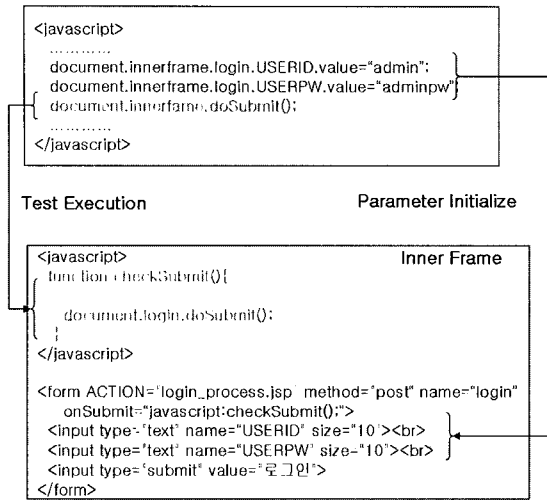 <javascript>
............
document.innerframe.login.USERID.value="admin";
document.innerframe.login.USERPW.value="adminpw"
document.innerframe.doSubmit();
............
</javascript>
Test Execution
Parameter Initialize
<javascript>
Inner Frame
function checkSubmit(){
document.login.doSubmit();
}
</javascript>
<form ACTION="login_process.jsp" method="post" name="login"
onSubmit="javascript:checkSubmit();">
<input type="text" name="USERID" size="10"><br>
<input type="text" name="USERPW" size="10"><br>
<input type="submit" value="로그인">
</form>